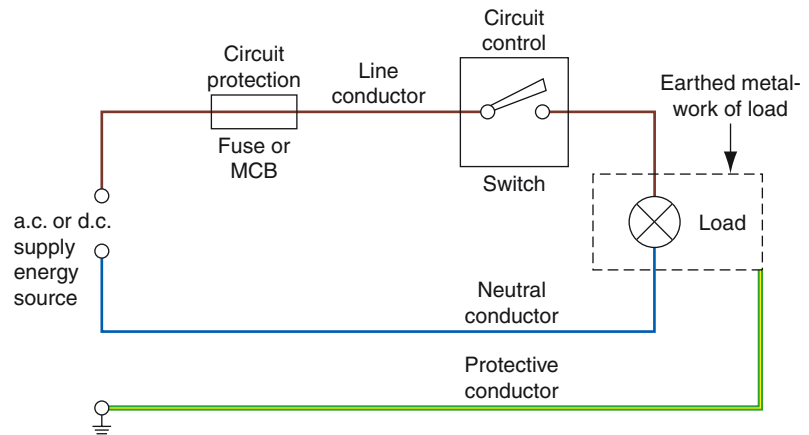 Circuit
control
Circuit
protection
Line
conductor
Earthed metal-
work of load
Fuse or
MCB
Switch
a.c. or d.c.
supply
energy
source
Load
Neutral
conductor
Protective
conductor